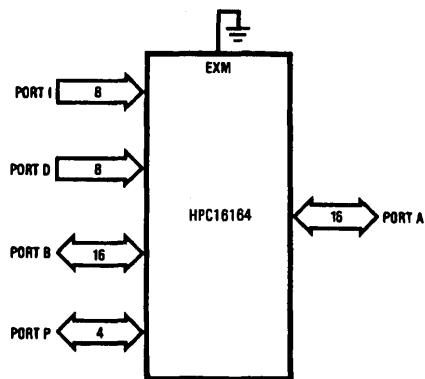 EXM
PORT I
8
PORT D
8
HPC16164
16
PORT A
PORT B
16
PORT P
4